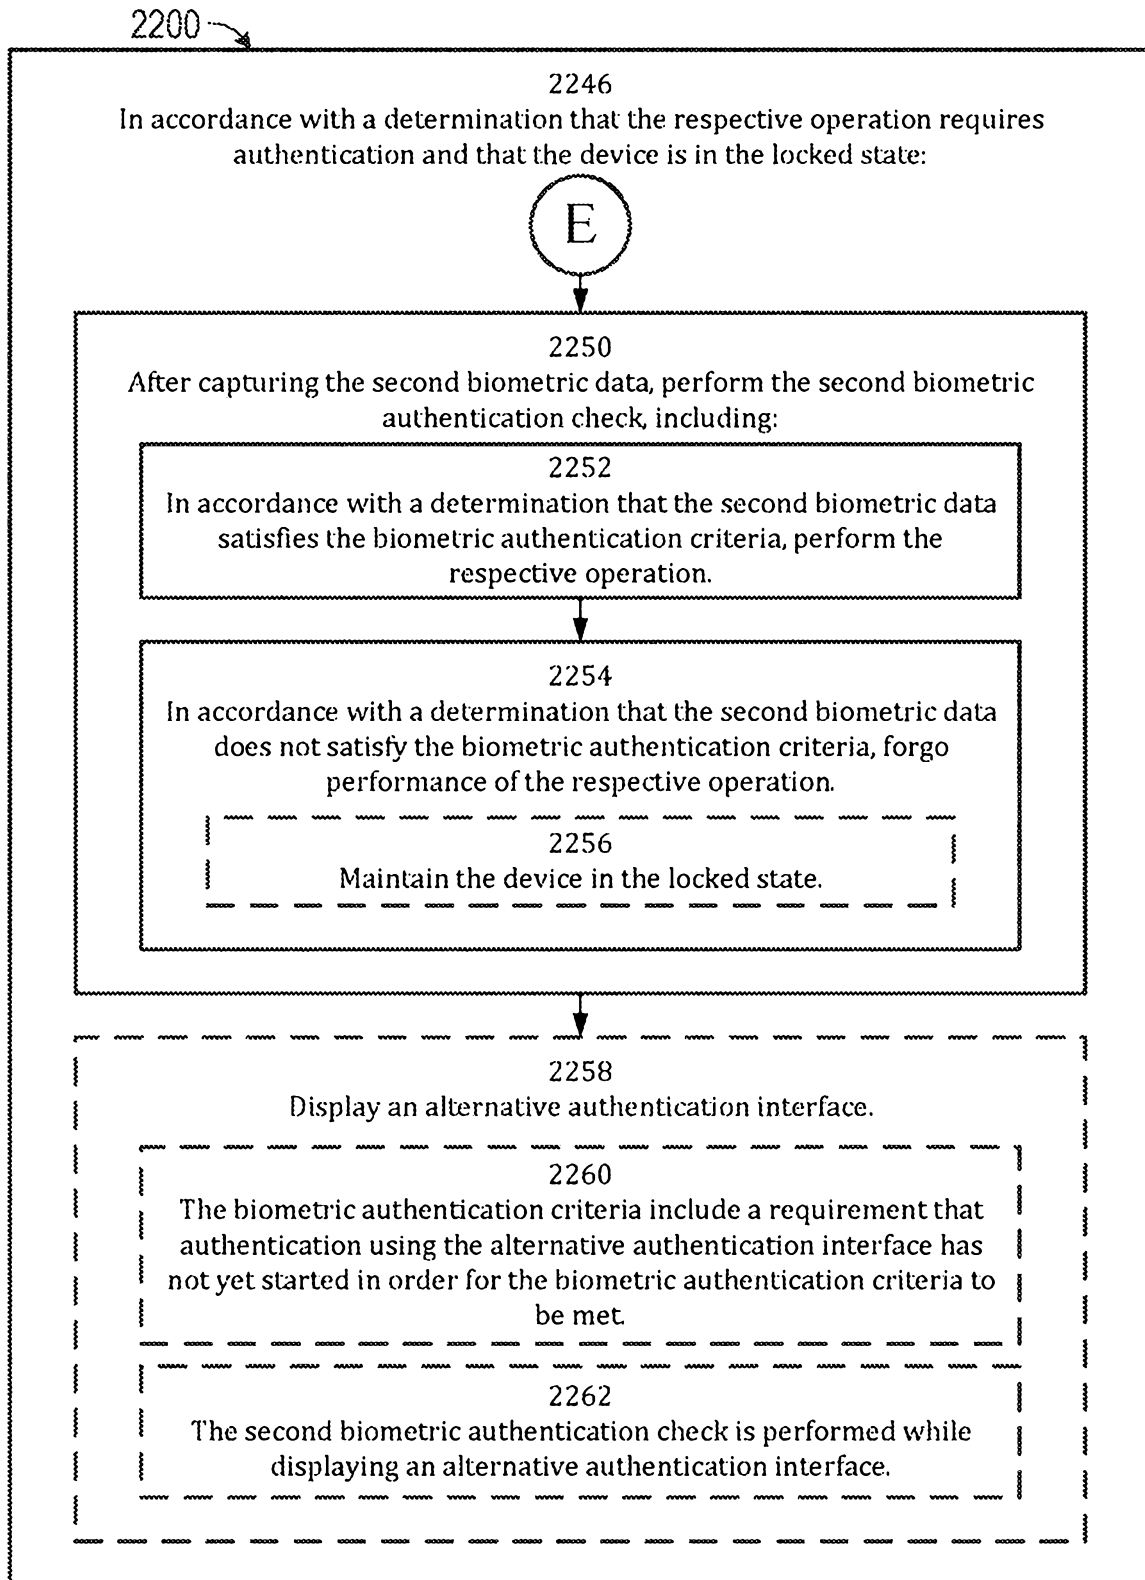 2200
2246
In accordance with a determination that the respective operation requires
authentication and that the device is in the locked state:
E
2250
After capturing the second biometric data, perform the second biometric
authentication check, including:
2252
In accordance with a determination that the second biometric data
satisfies the biometric authentication criteria, perform the
respective operation.
2254
In accordance with a determination that the second biometric data
does not satisfy the biometric authentication criteria, forgo
performance of the respective operation.
2256
Maintain the device in the locked state.
2258
Display an alternative authentication interface.
2260
The biometric authentication criteria include a requirement that
authentication using the alternative authentication interface has
not yet started in order for the biometric authentication criteria to
be met.
2262
The second biometric authentication check is performed while
displaying an alternative authentication interface.